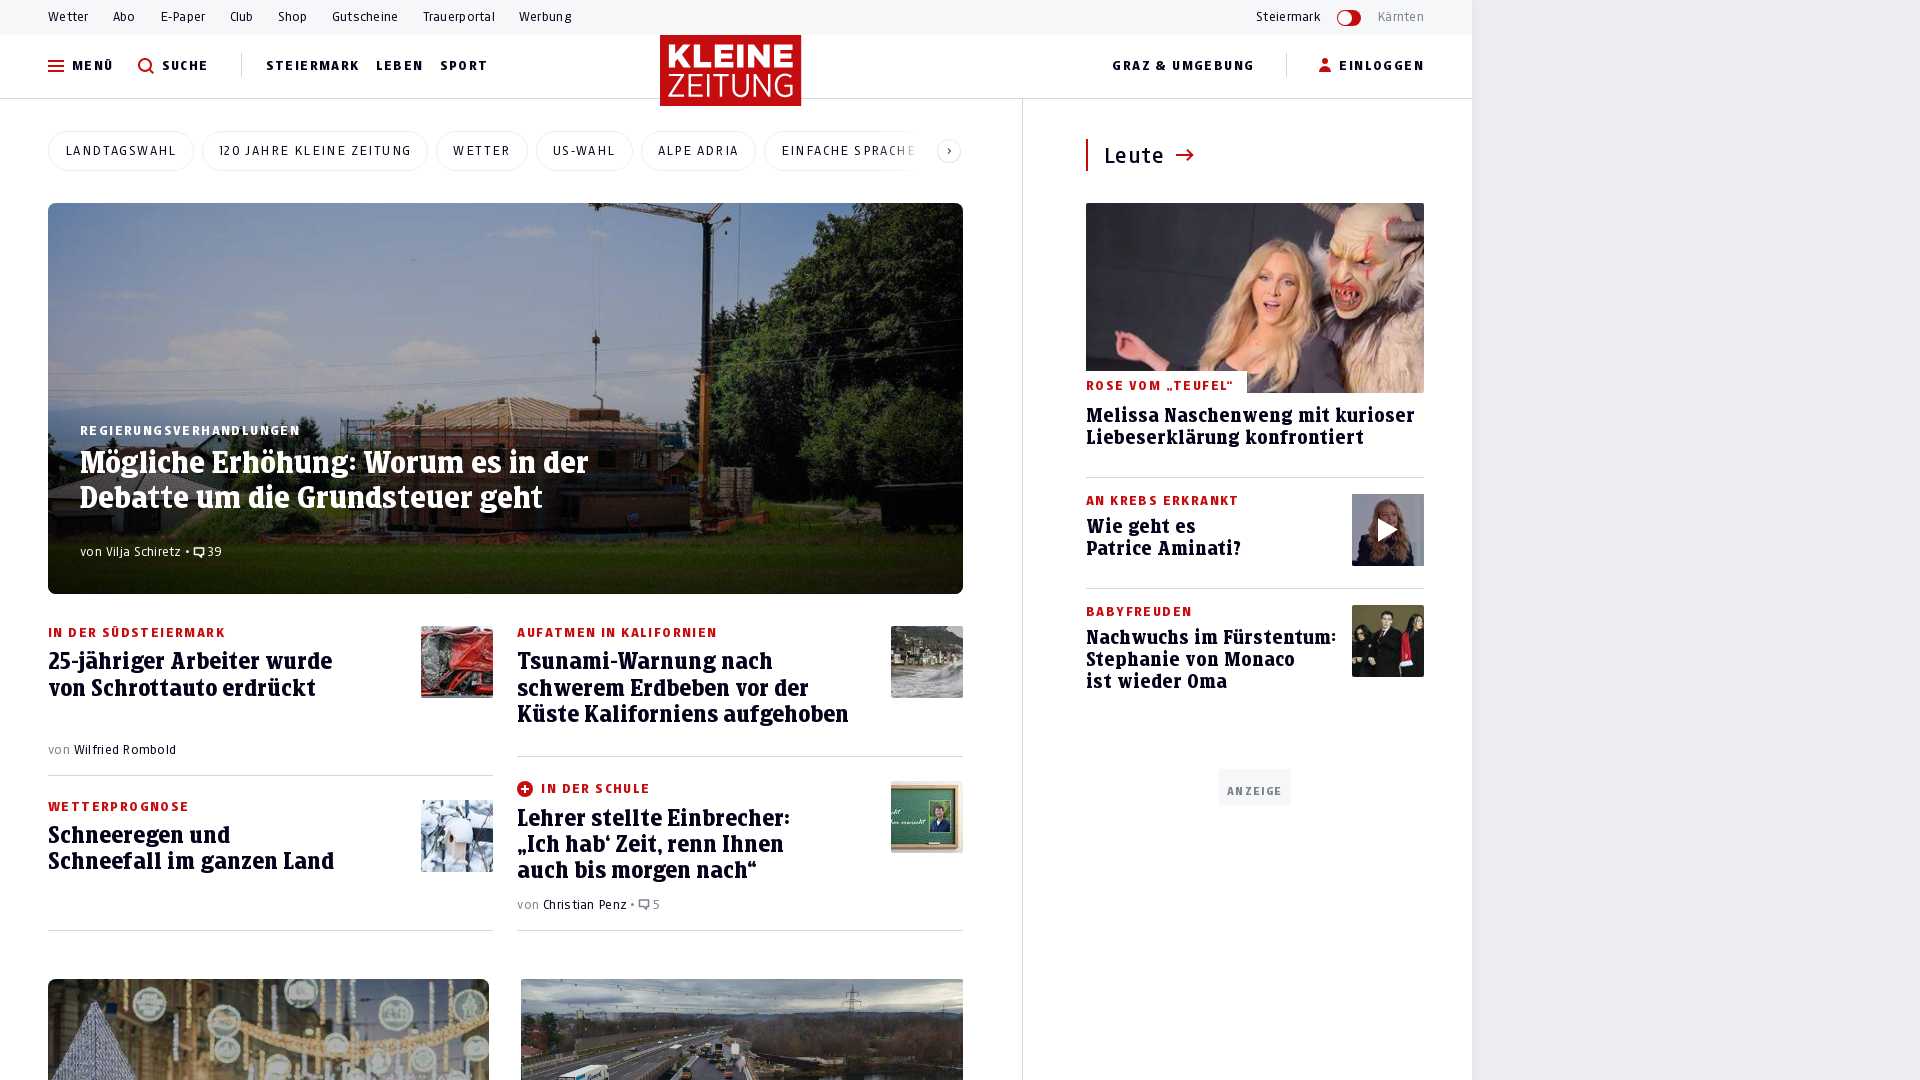 Wetter Abo E-Paper Club Shop Gutscheine Trauerportal Werbung Steiermark Kärnten
MENÜ SUCHE STEIERMARK LEBEN SPORT KLEINE ZEITUNG GRAZ & UMGEBUNG EINLOGGEN
LANDTAGSWAHL 120 JAHRE KLEINE ZEITUNG WETTER US-WAHL ALPE ADRIA EINFACHE SPRACHE
REGIERUNGSVERHANDLUNGEN
Mögliche Erhöhung: Worum es in der
Debatte um die Grundsteuer geht
von Vilja Schiretz • 39
IN DER SÜDSTEIERMARK
25-jähriger Arbeiter wurde
von Schrottauto erdrückt
von Wilfried Rombold
WETTERPROGNOSE
Schneeregen und
Schneefall im ganzen Land
AUFATMEN IN KALIFORNIEN
Tsunami-Warnung nach
schwerem Erdbeben vor der
Küste Kaliforniens aufgehoben
IN DER SCHULE
Lehrer stellte Einbrecher:
„Ich hab‘ Zeit, renn Ihnen
auch bis morgen nach“
von Christian Penz • 5
Leute
ROSE VOM „TEUFEL“
Melissa Naschenweng mit kurioser
Liebeserklärung konfrontiert
AN KREBS ERKRANKT
Wie geht es
Patrice Aminati?
BABYFREUDEN
Nachwuchs im Fürstentum:
Stephanie von Monaco
ist wieder Oma
ANZEIGE